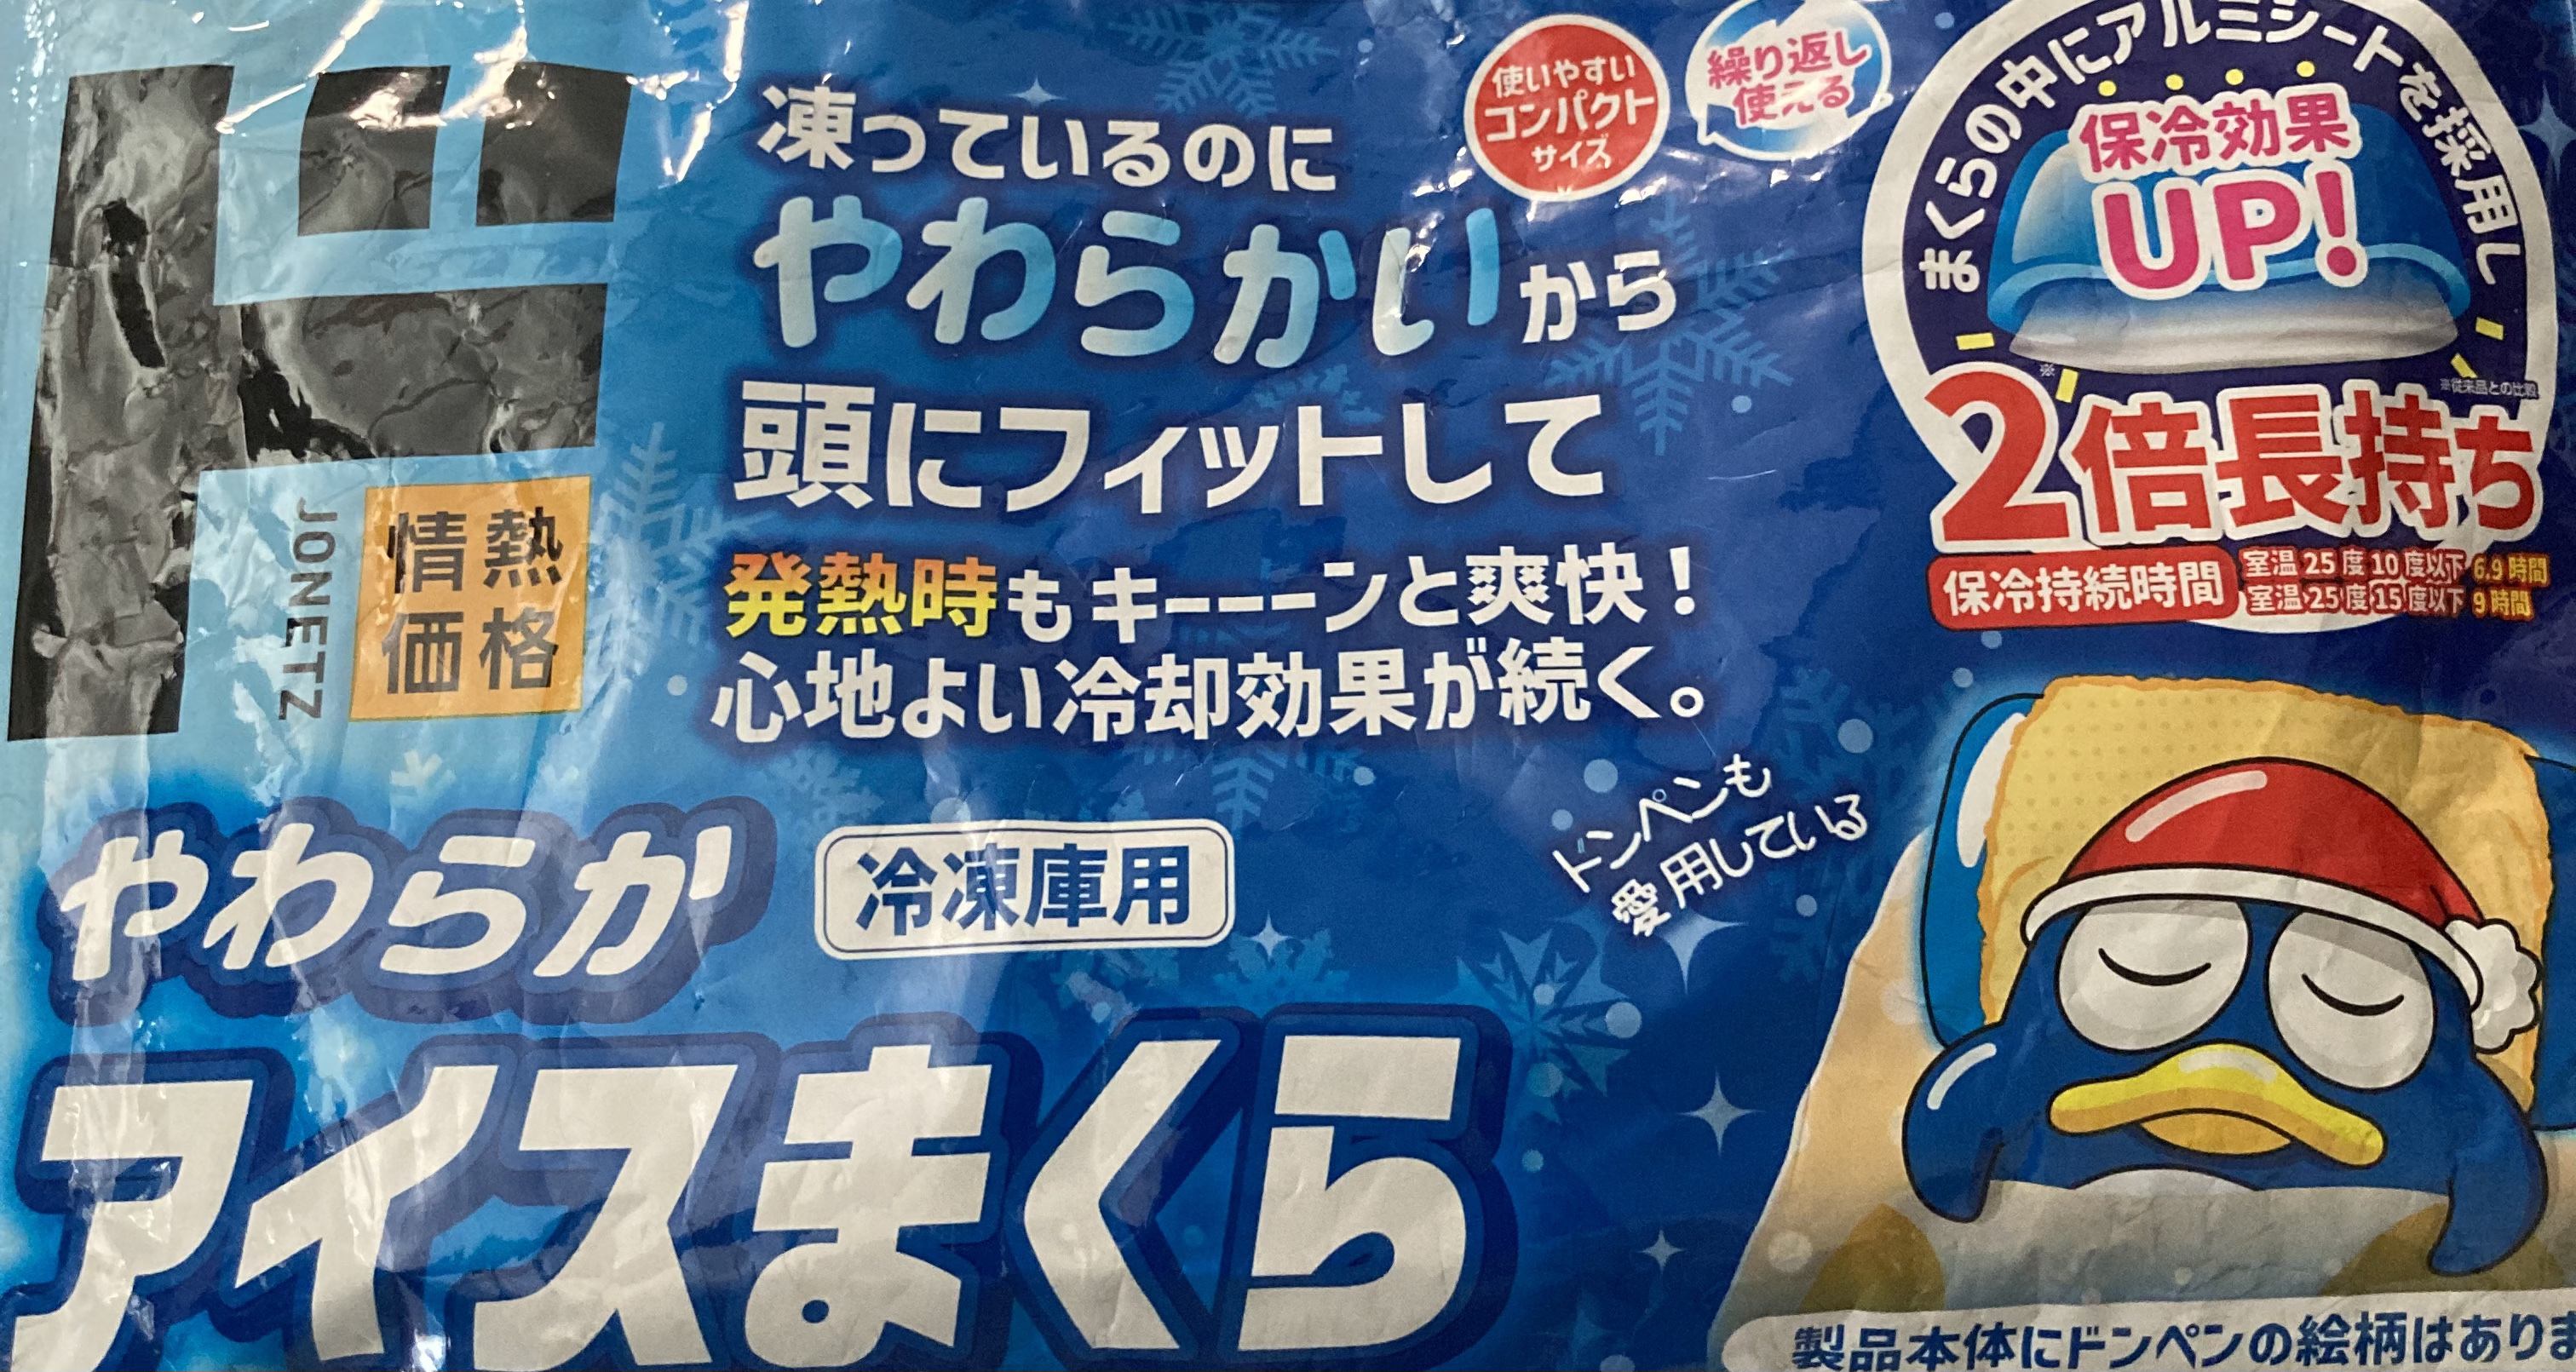 ド
JONETZ
情熱
価格
凍っているのに
やわらかいから
頭にフィットして
発熱時もキーーーンと爽快!
心地よい冷却効果が続く。
使いやすい
コンパクト
サイズ
繰り返し
使える
まくらの中にアルミシートを採用し
保冷効果
UP!
※
※従来品との比較
2倍長持ち
保冷持続時間
室温25度10度以下 6.9時間
室温25度15度以下 9時間
やわらか
冷凍庫用
アイスまくら
ドンペンも
愛用している
製品本体にドンペンの絵柄はありま